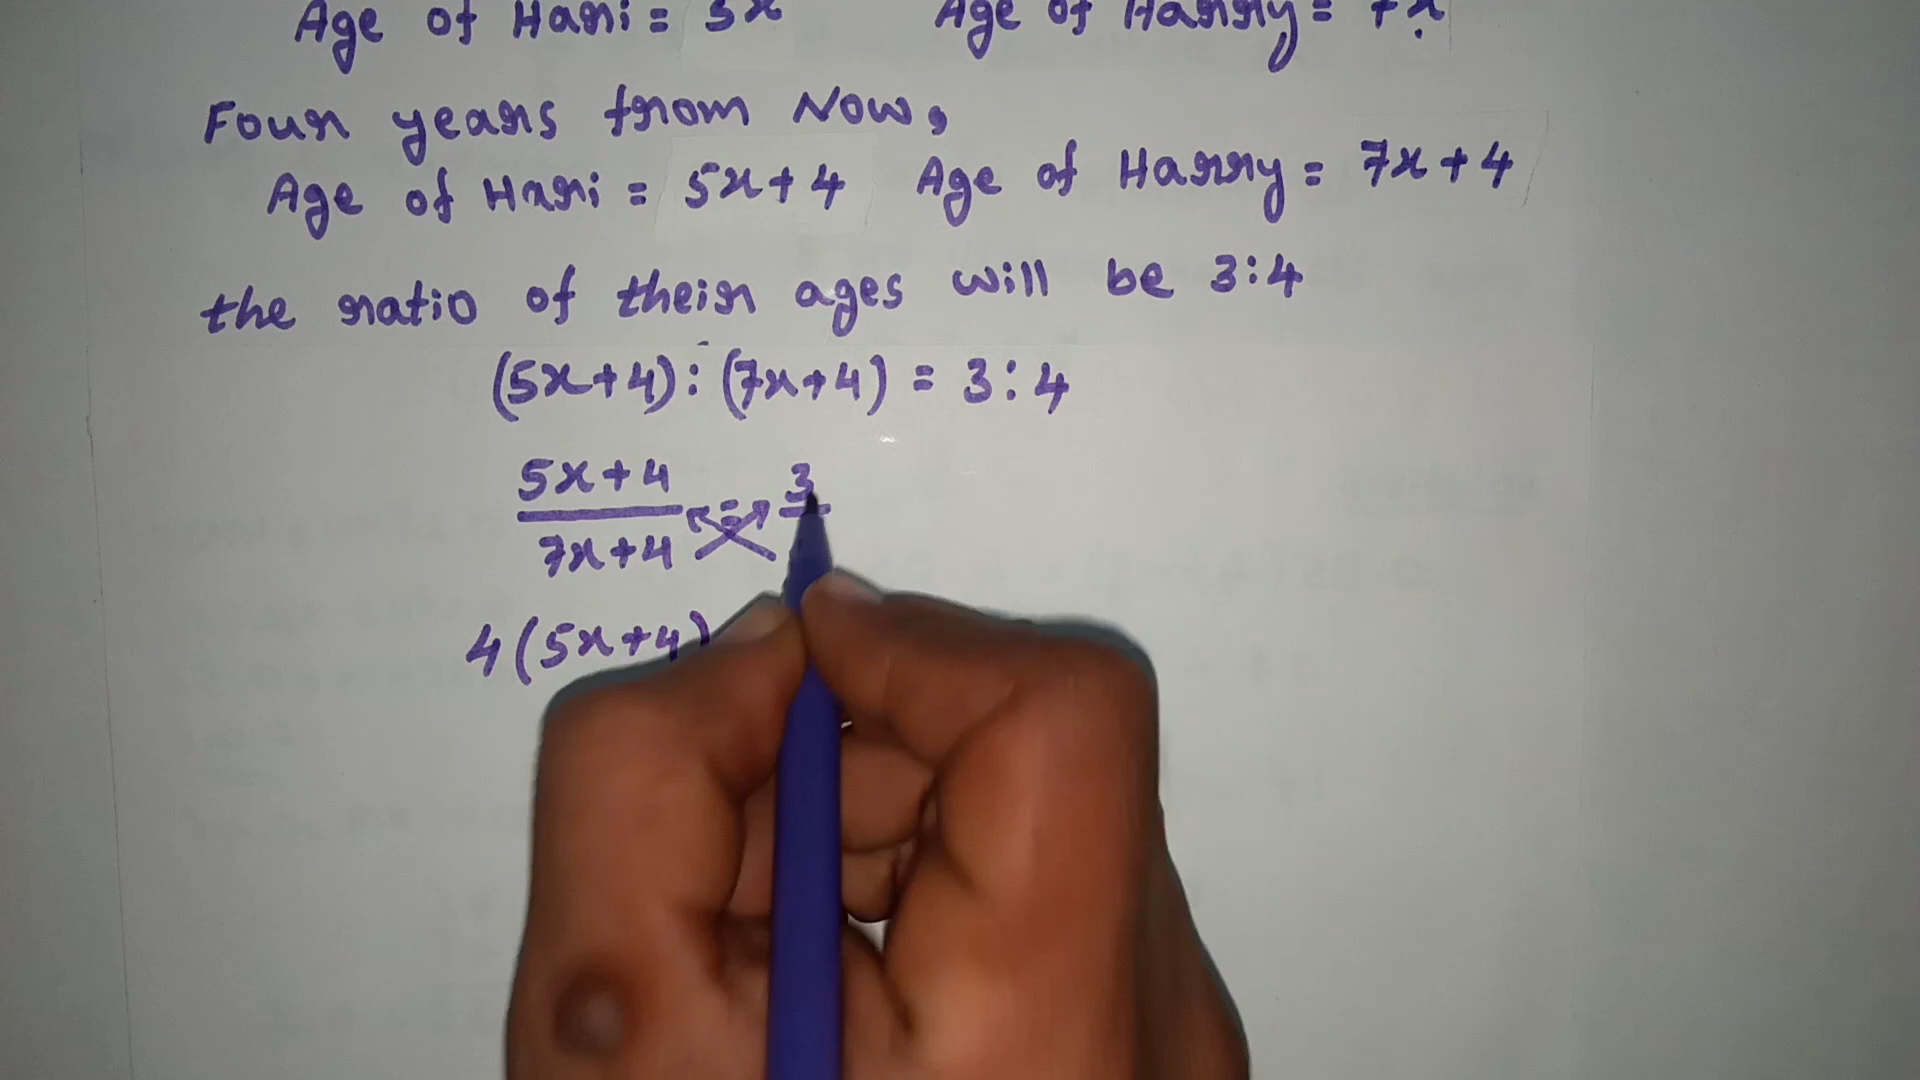 Age of Hari = 5x Age of Harry = 7x
Four years from Now,
Age of Hari = 5x+4 Age of Harry = 7x+4
the ratio of their ages will be 3:4
(5x+4):(7x+4) = 3:4
5x+4 = 3
7x+4
4(5x+4)